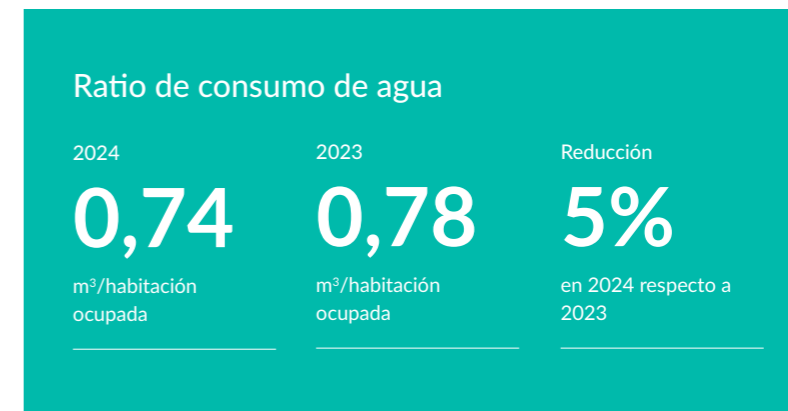 Ratio de consumo de agua
2024
0,74
m³/habitación
ocupada
2023
0,78
m³/habitación
ocupada
Reducción
5%
en 2024 respecto a
2023